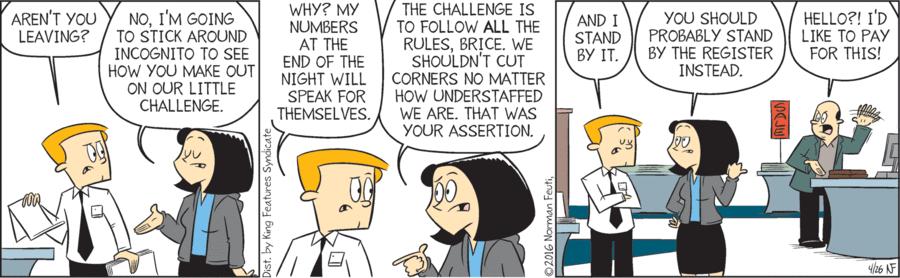 AREN'T YOU
LEAVING?
NO, I'M GOING
TO STICK AROUND
INCOGNITO TO SEE
HOW YOU MAKE OUT
ON OUR LITTLE
CHALLENGE.
WHY? MY
NUMBERS
AT THE
END OF THE
NIGHT WILL
SPEAK FOR
THEMSELVES.
THE CHALLENGE IS
TO FOLLOW ALL THE
RULES, BRICE. WE
SHOULDN'T CUT
CORNERS NO MATTER
HOW UNDERSTAFFED
WE ARE. THAT WAS
YOUR ASSERTION.
Dist. by King Features Syndicate
AND I
STAND
BY IT.
YOU SHOULD
PROBABLY STAND
BY THE REGISTER
INSTEAD.
HELLO?! I'D
LIKE TO PAY
FOR THIS!
SALE
©2016 Norman Feuti,
4/26 NF